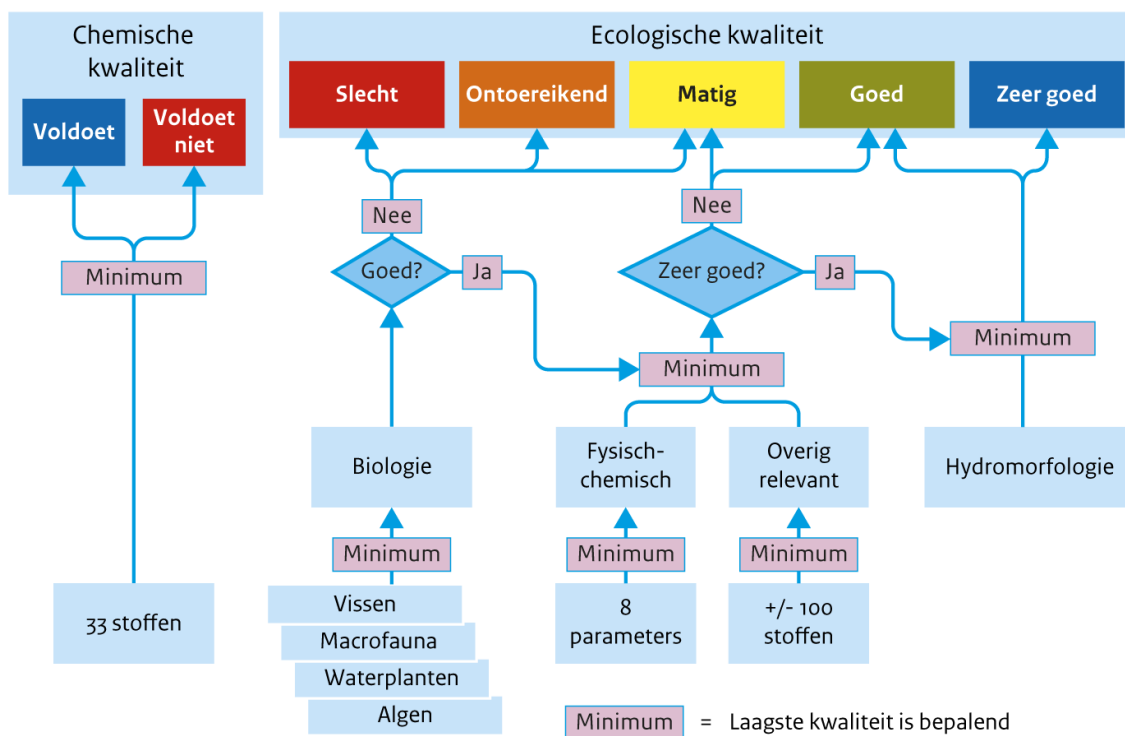 Chemische
kwaliteit
Voldoet
Voldoet
niet
Minimum
33 stoffen
Ecologische kwaliteit
Slecht
Ontoereikend
Matig
Goed
Zeer goed
Nee
Nee
Goed?
Ja
Zeer goed?
Ja
Minimum
Minimum
Biologie
Fysisch-
chemisch
Overig
relevant
Hydromorfologie
Minimum
Minimum
Minimum
Vissen
Macrofauna
Waterplanten
Algen
8
parameters
+/- 100
stoffen
Minimum = Laagste kwaliteit is bepalend